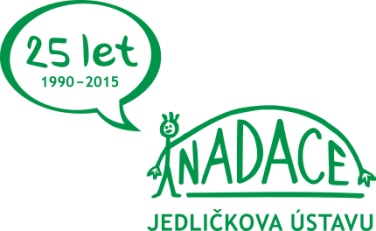 25 let
1990–2015
NADACE
JEDLIČKOVA ÚSTAVU